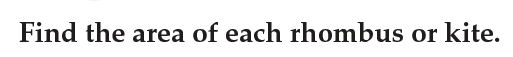 Find the area of each rhombus or kite.